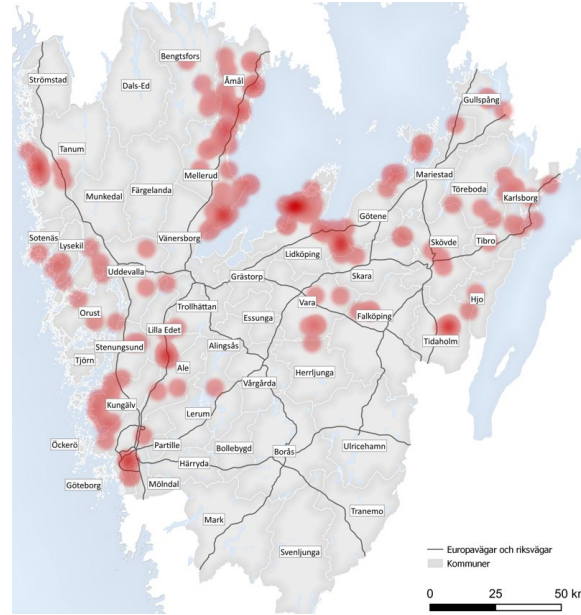 Bengtsfors
Strömstad
Åmål
Dals-Ed
Gullspång
Tanum
Mellerud
Mariestad
Töreboda
Munkedal
Färgelanda
Karlsborg
Götene
Sotenäs
Vänersborg
Lysekil
Lidköping
Skövde
Tibro
Uddevalla
Grästorp
Skara
Hjo
Trollhättan
Vara
Orust
Essunga
Falköping
Lilla Edet
Stenungsund
Alingsås
Tidaholm
Tjörn
Ale
Herrljunga
Vårgårda
Kungälv
Lerum
Öckerö
Partille
Bollebygd
Ulricehamn
Borås
Härryda
Göteborg
Mölndal
Tranemo
Mark
Svenljunga
Europavägar och riksvägar
Kommuner
0 25 50 km